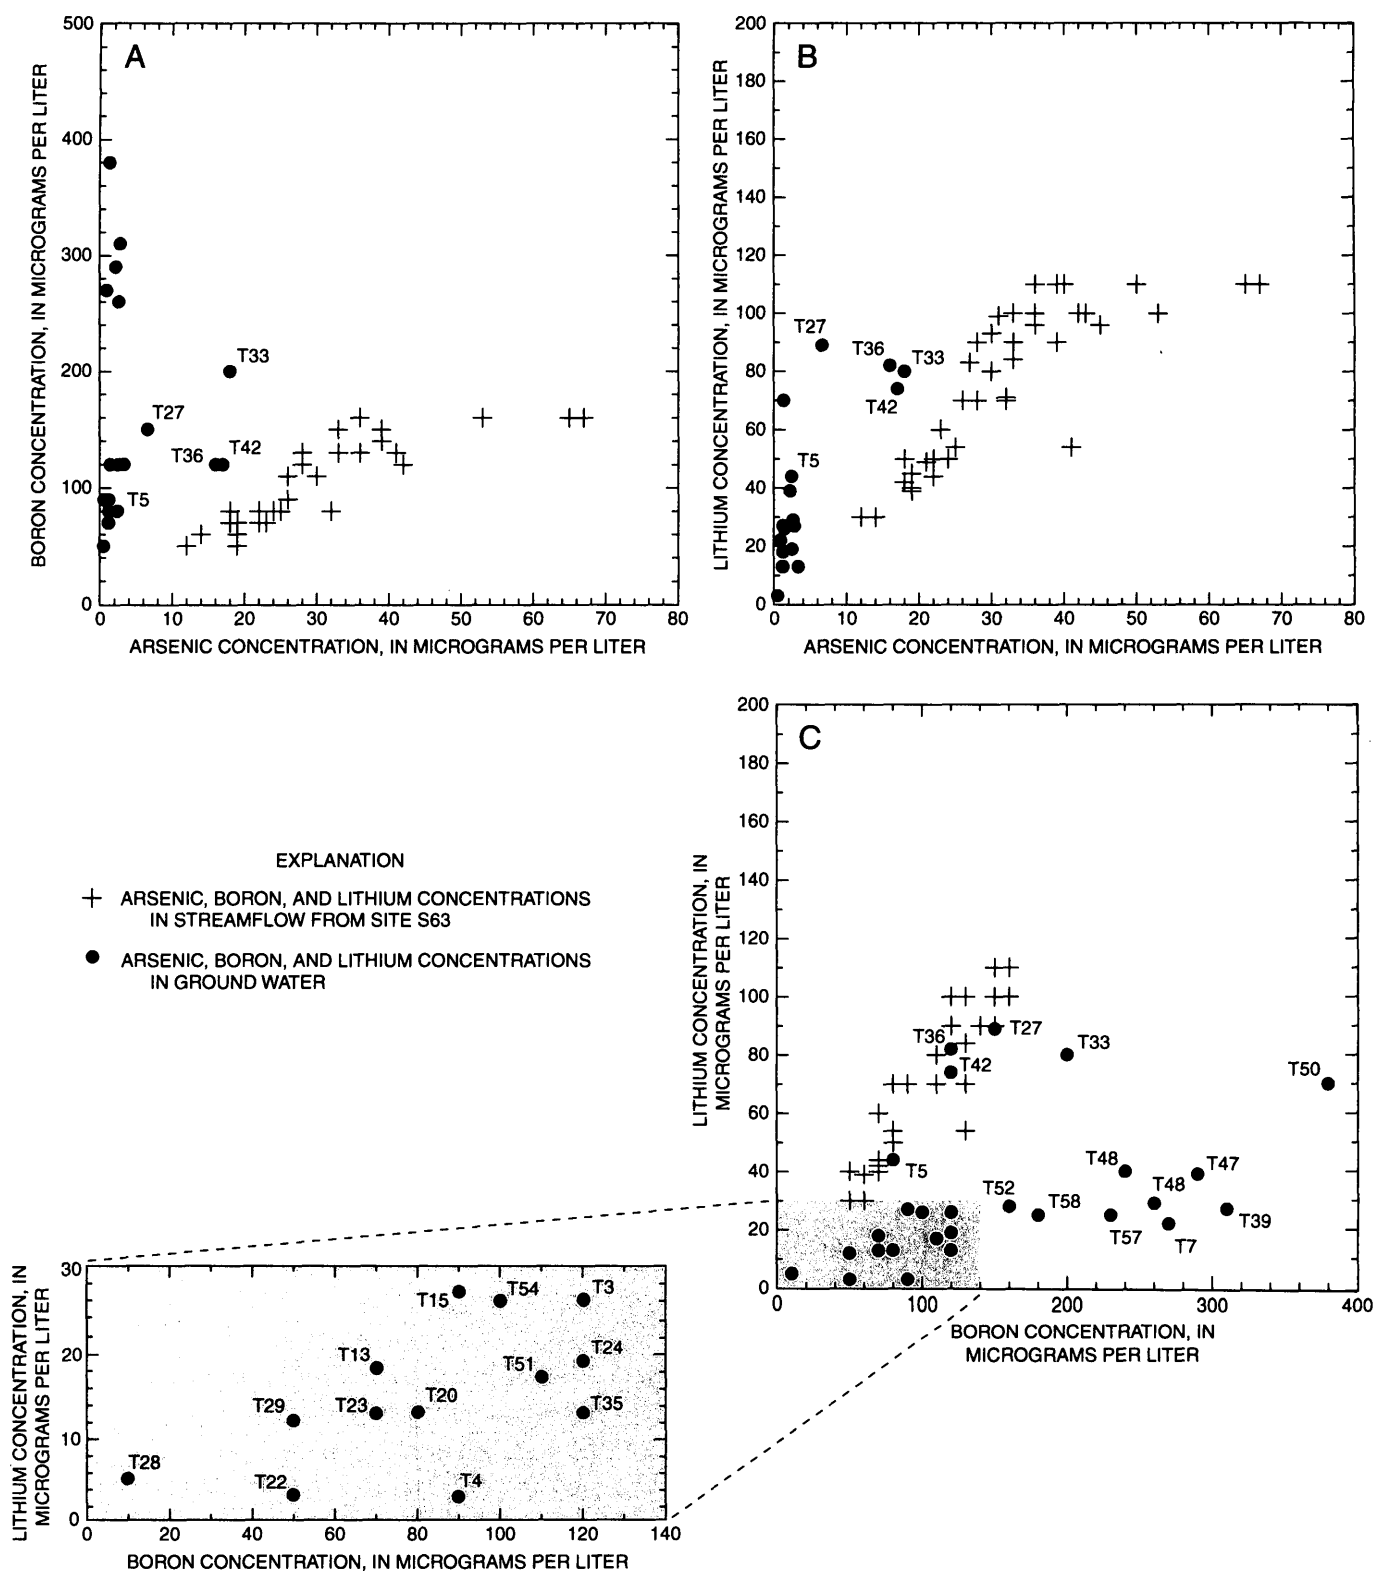 A
BORON CONCENTRATION, IN MICROGRAMS PER LITER
500
400
300
200
100
0
T33
T27
T36
T42
T5
0 10 20 30 40 50 60 70 80
ARSENIC CONCENTRATION, IN MICROGRAMS PER LITER
B
LITHIUM CONCENTRATION, IN MICROGRAMS PER LITER
200
180
160
140
120
100
80
60
40
20
0
T27
T36
T33
T42
T5
0 10 20 30 40 50 60 70 80
ARSENIC CONCENTRATION, IN MICROGRAMS PER LITER
EXPLANATION
ARSENIC, BORON, AND LITHIUM CONCENTRATIONS
IN STREAMFLOW FROM SITE S63
ARSENIC, BORON, AND LITHIUM CONCENTRATIONS
IN GROUND WATER
C
LITHIUM CONCENTRATION, IN
MICROGRAMS PER LITER
200
180
160
140
120
100
80
60
40
20
0
T36
T27
T33
T42
T50
T5
T48
T47
T52
T48
T58
T57
T7
T39
0 100 200 300 400
BORON CONCENTRATION, IN
MICROGRAMS PER LITER
LITHIUM CONCENTRATION, IN
MICROGRAMS PER LITER
30
20
10
0
T15
T54
T3
T13
T51
T24
T29
T23
T20
T35
T28
T22
T4
0 20 40 60 80 100 120 140
BORON CONCENTRATION, IN MICROGRAMS PER LITER